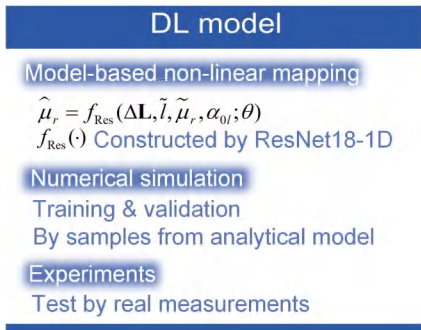 DL model
Model-based non-linear mapping
μ̂_r = f_Res(ΔL, l̃, μ̃_r, α_0l; θ)
f_Res(·) Constructed by ResNet18-1D
Numerical simulation
Training & validation
By samples from analytical model
Experiments
Test by real measurements